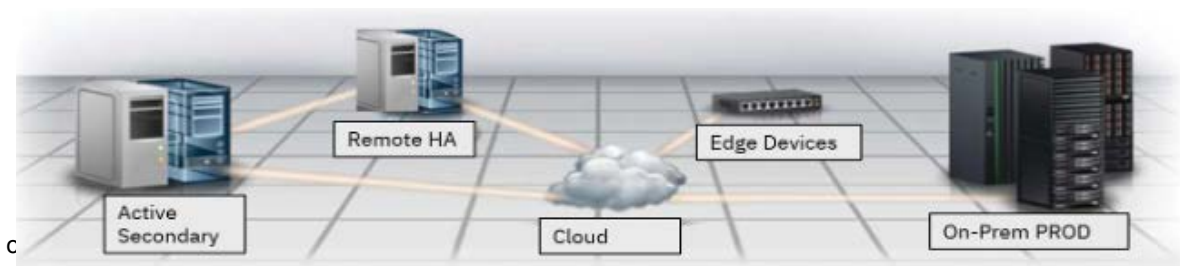 Remote HA
Edge Devices
Active
Secondary
Cloud
On-Prem PROD